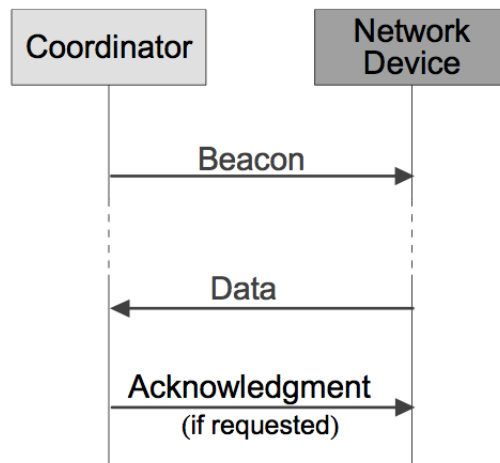 Coordinator
Network
Device
Beacon
Data
Acknowledgment
(if requested)